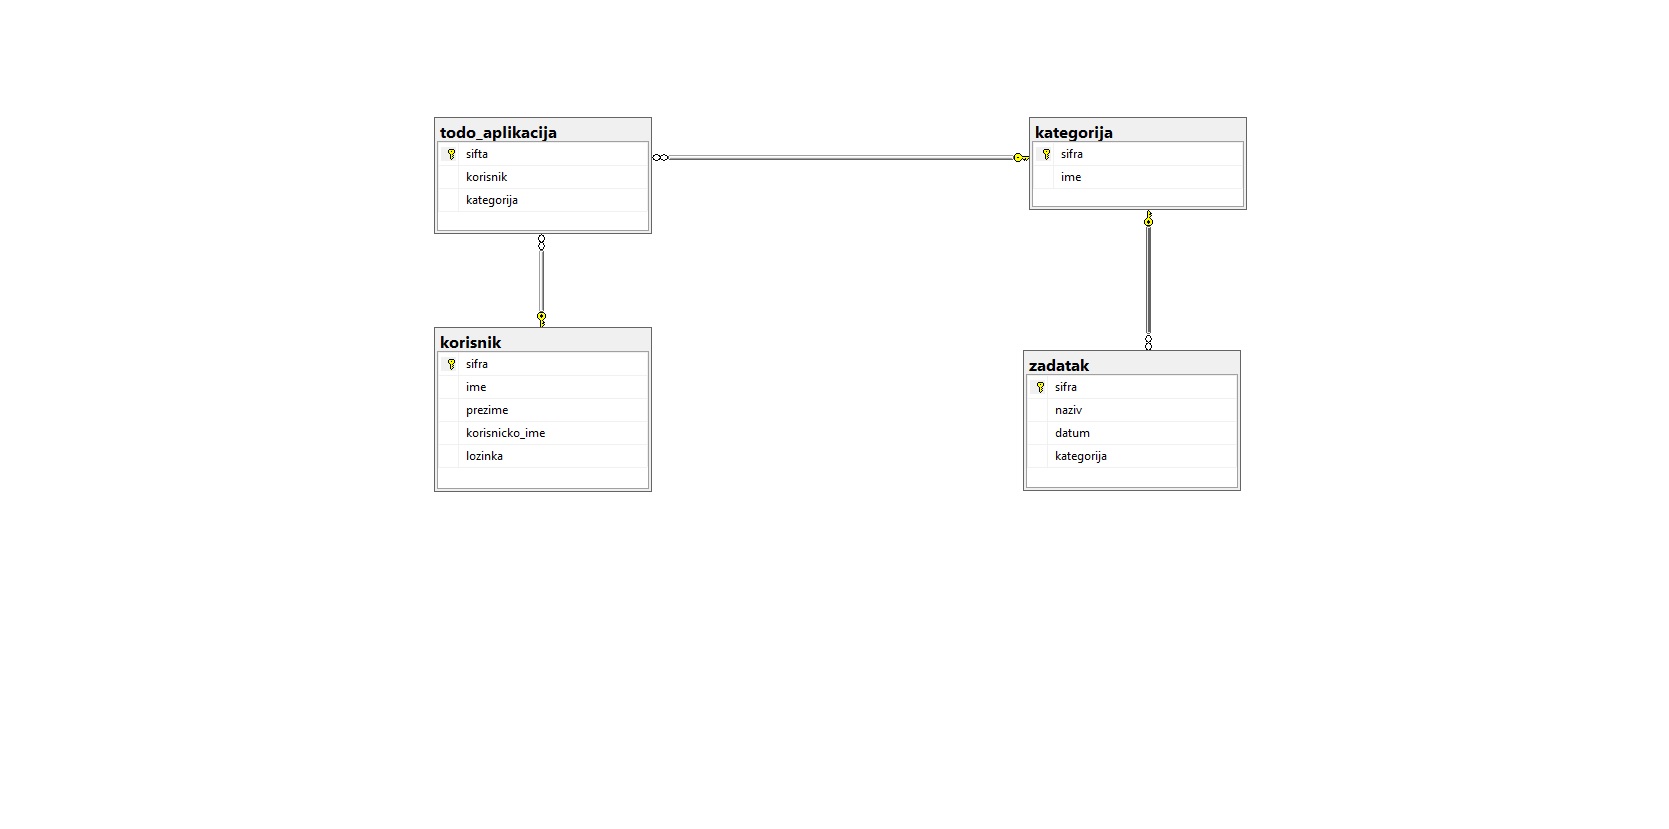 todo_aplikacija
sifta
korisnik
kategorija
kategorija
sifra
ime
korisnik
sifra
ime
prezime
korisnicko_ime
lozinka
zadatak
sifra
naziv
datum
kategorija